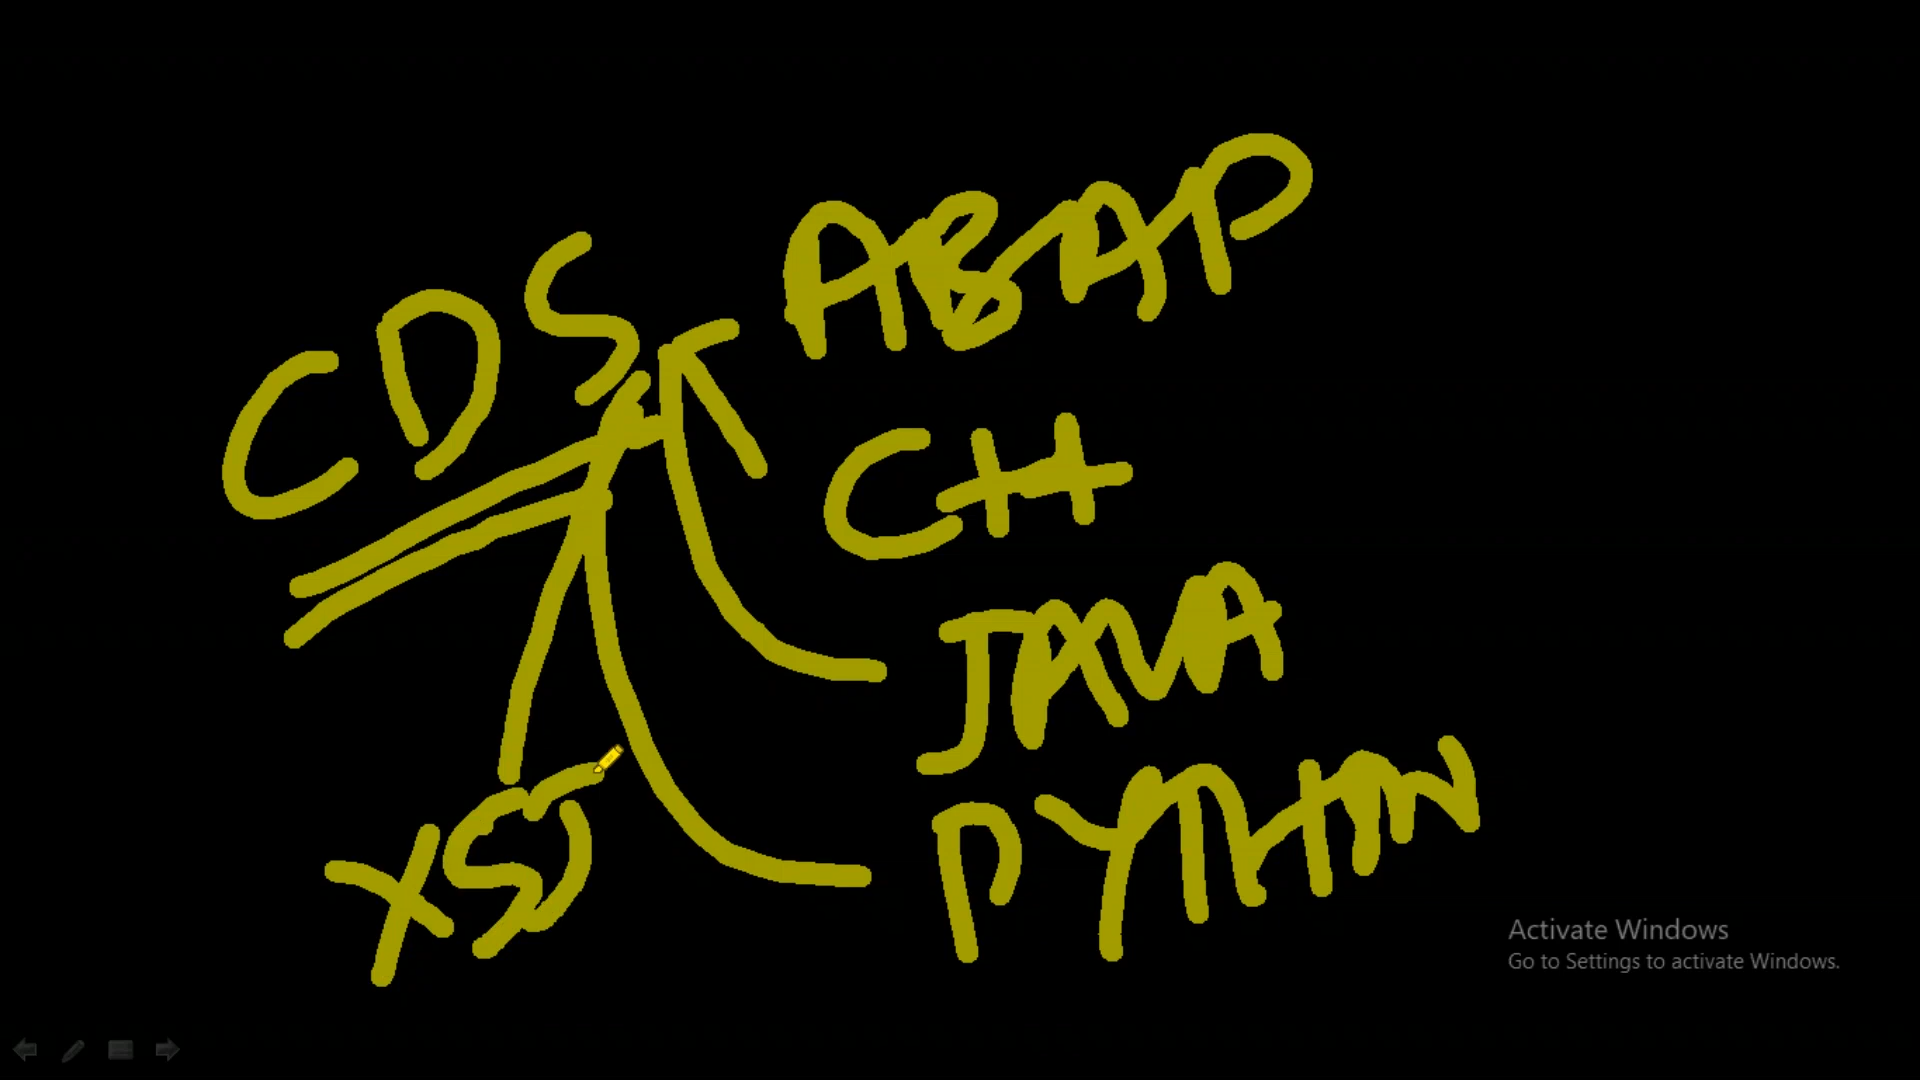 CDS
ABAP
C++
JAVA
PYTHON
XSJ
Activate Windows
Go to Settings to activate Windows.